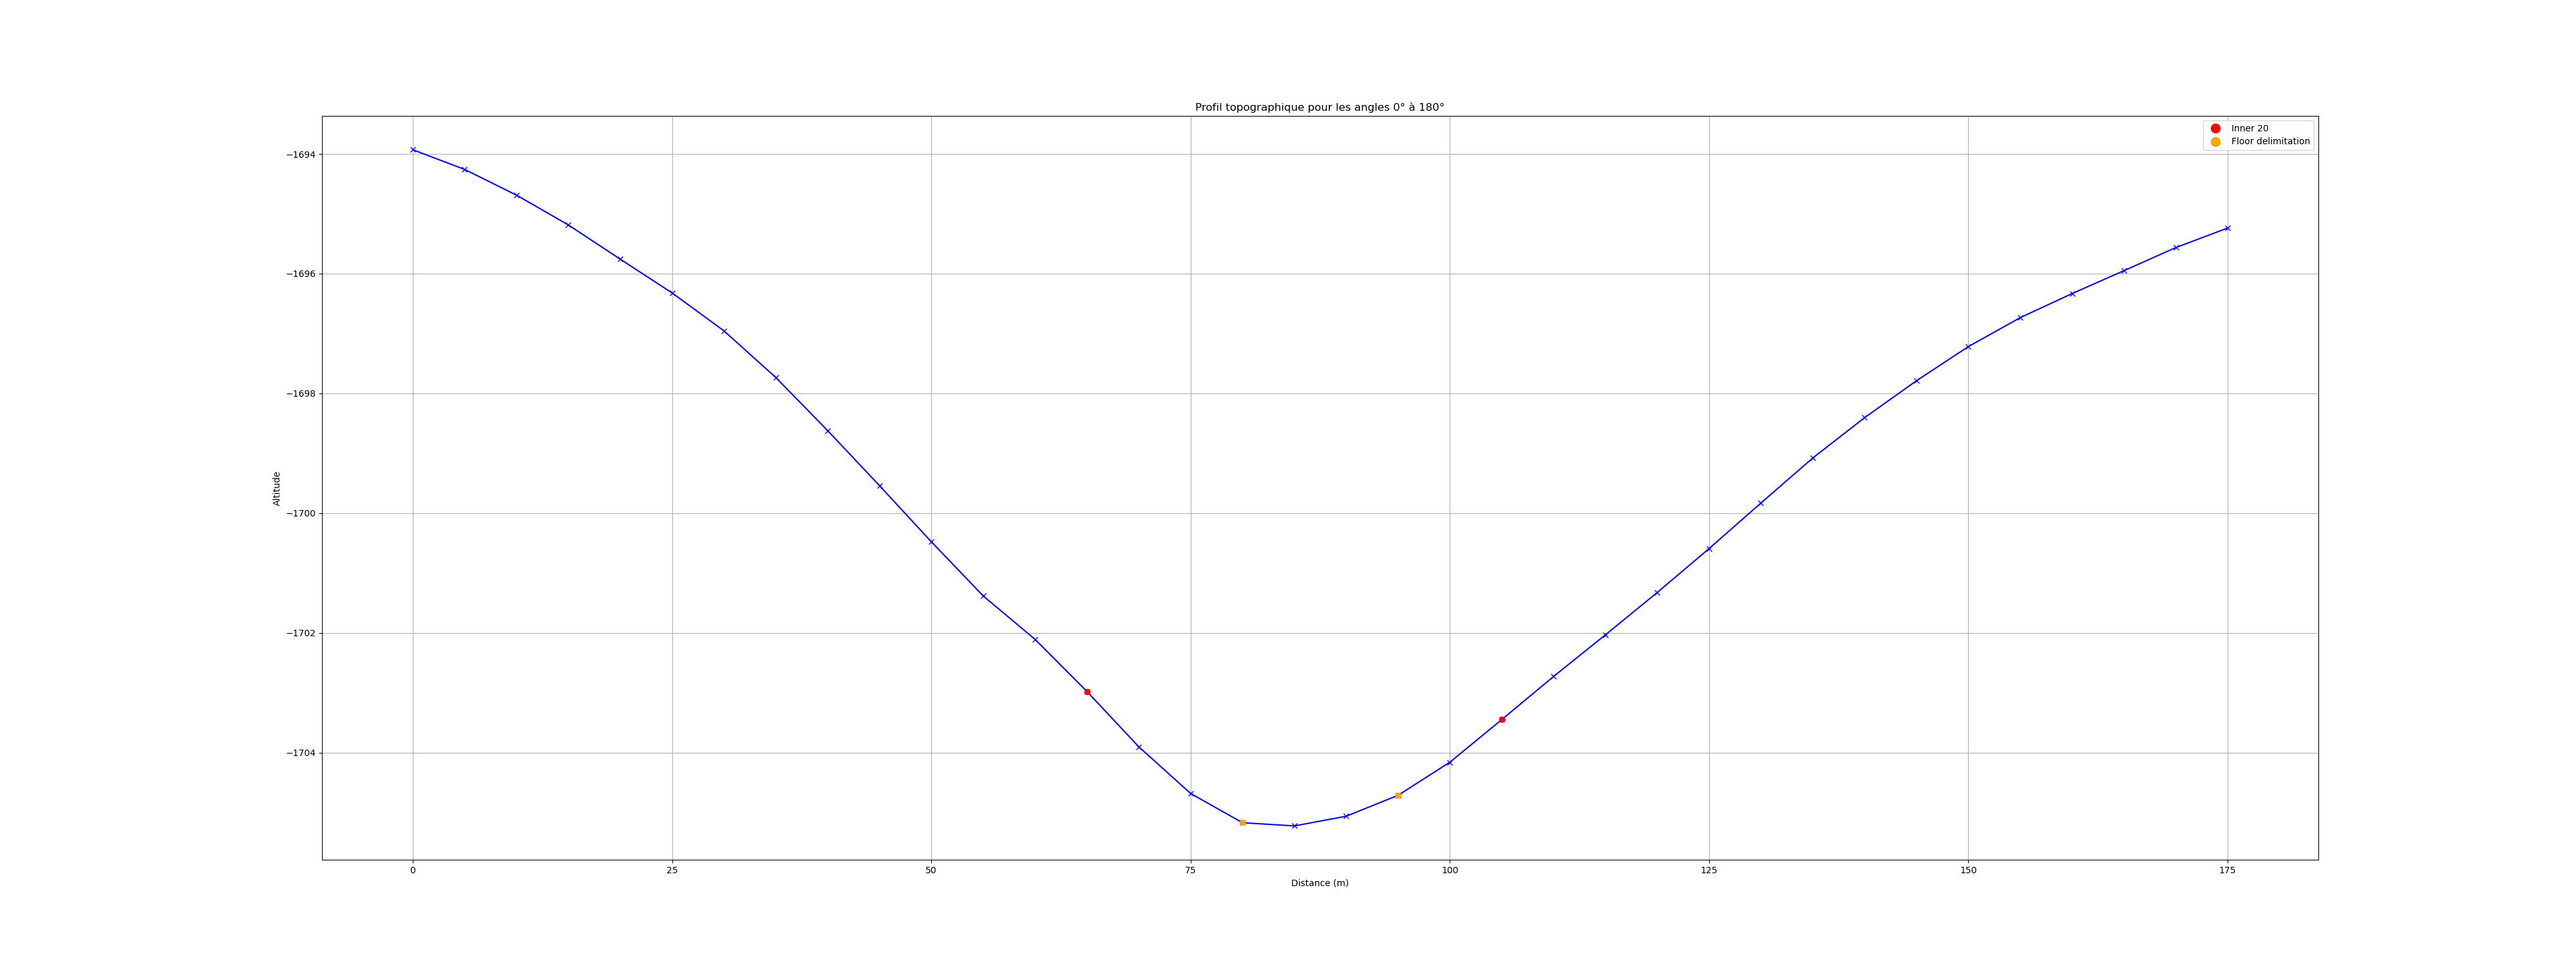 Profil topographique pour les angles 0° à 180°
Inner 20
Floor delimitation
−1694
−1696
−1698
−1700
−1702
−1704
Altitude
0 25 50 75 100 125 150 175
Distance (m)